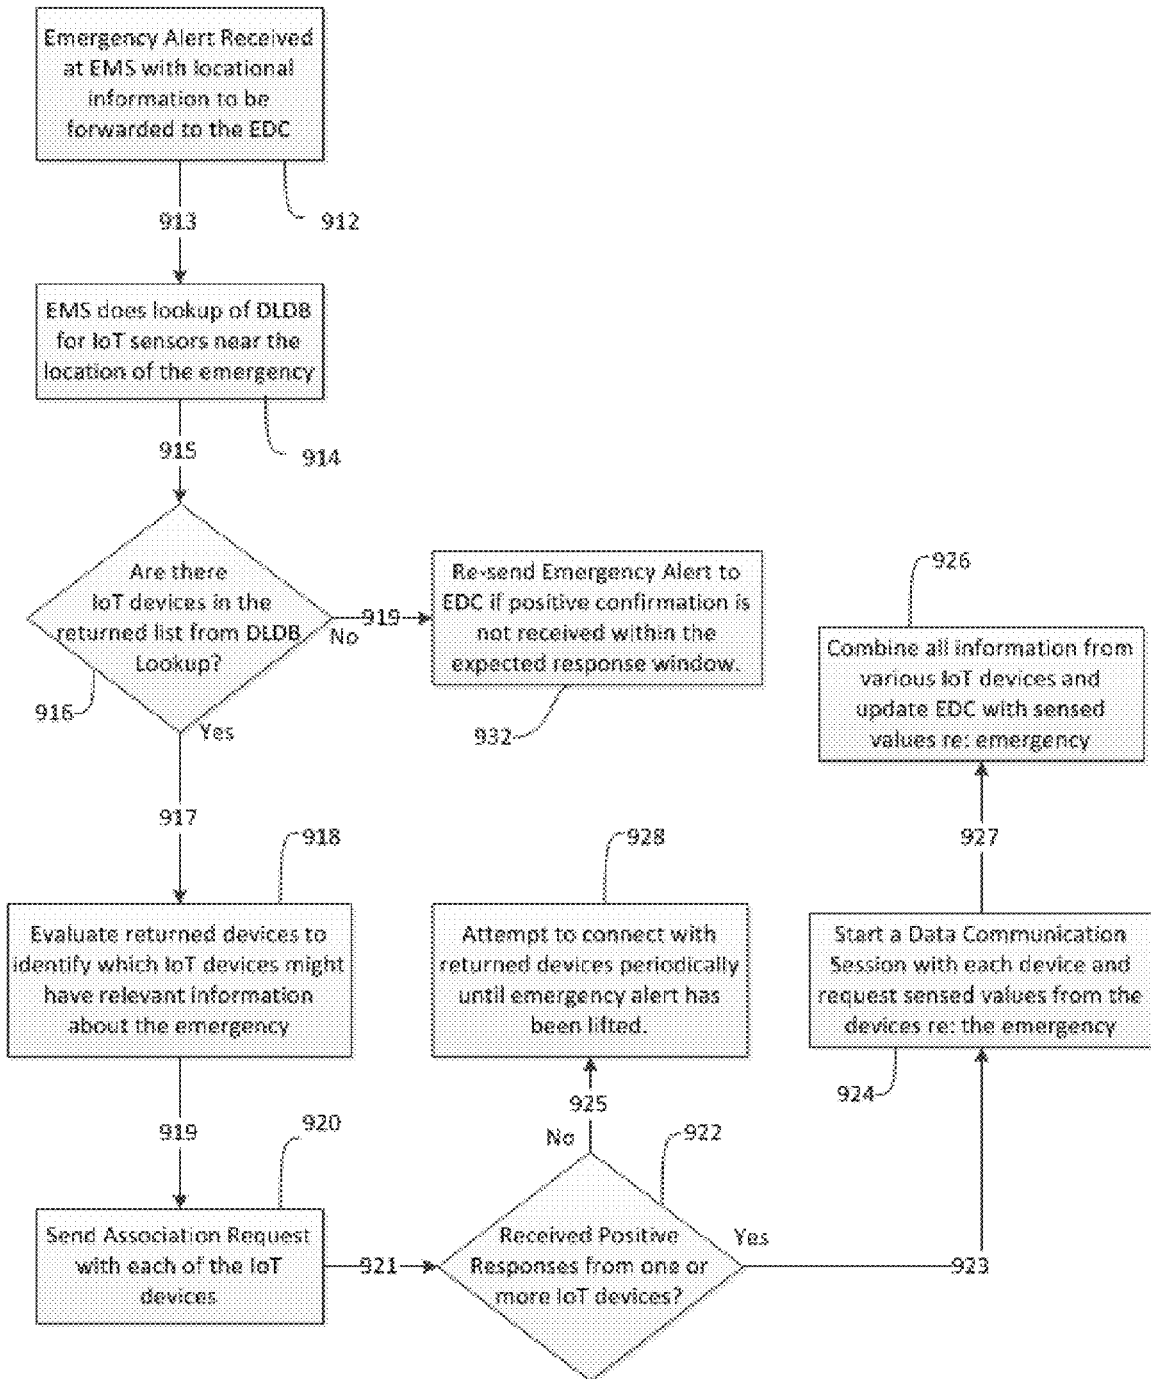 Emergency Alert Received
at EMS with locational
information to be
forwarded to the EDC
913
912
EMS does lookup of DLDB
for IoT sensors near the
location of the emergency
915
914
Are there
IoT devices in the
returned list from DLDB
Lookup?
916
No
919
Yes
Re-send Emergency Alert to
EDC if positive confirmation is
not received within the
expected response window.
932
917
918
Evaluate returned devices to
identify which IoT devices might
have relevant information
about the emergency
919
920
Send Association Request
with each of the IoT
devices
921
928
Attempt to connect with
returned devices periodically
until emergency alert has
been lifted.
925
No
922
Received Positive
Responses from one or
more IoT devices?
Yes
923
926
Combine all information from
various IoT devices and
update EDC with sensed
values re: emergency
927
Start a Data Communication
Session with each device and
request sensed values from the
devices re: the emergency
924